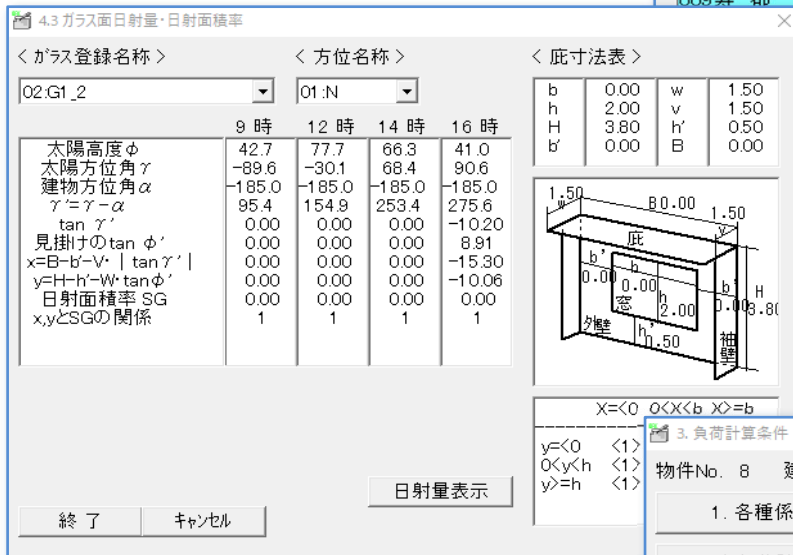 4.3 ガラス面日射量・日射面積率
< ガラス登録名称 >
< 方位名称 >
< 庇寸法表 >
02:G1_2
01:N
b 0.00 w 1.50
h 2.00 v 1.50
H 3.80 h' 0.50
b' 0.00 B 0.00
9 時 12 時 14 時 16 時
太陽高度φ 42.7 77.7 66.3 41.0
太陽方位角γ -89.6 -30.1 68.4 90.6
建物方位角α -185.0 -185.0 -185.0 -185.0
γ'=γ-α 95.4 154.9 253.4 275.6
tan γ' 0.00 0.00 0.00 -10.20
見掛けのtan φ' 0.00 0.00 0.00 8.91
x=B-b'-V・|tanγ'| 0.00 0.00 0.00 -15.30
y=H-h'-W・tanφ' 0.00 0.00 0.00 -10.06
日射面積率 SG 0.00 0.00 0.00 0.00
x,yとSGの関係 1 1 1 1
1.50
w
B0.00
1.50
v
庇
b'
0.00
b
0.00
窓
h
2.00
b'
0.00
H
3.80
外壁
h'
0.50
袖壁
X=<0 0<X<b X>=b
y=<0 <1>
0<y<h <1>
y>=h <1>
日射量表示
終 了
キャンセル
3. 負荷計算条件
物件No. 8
1. 各種係